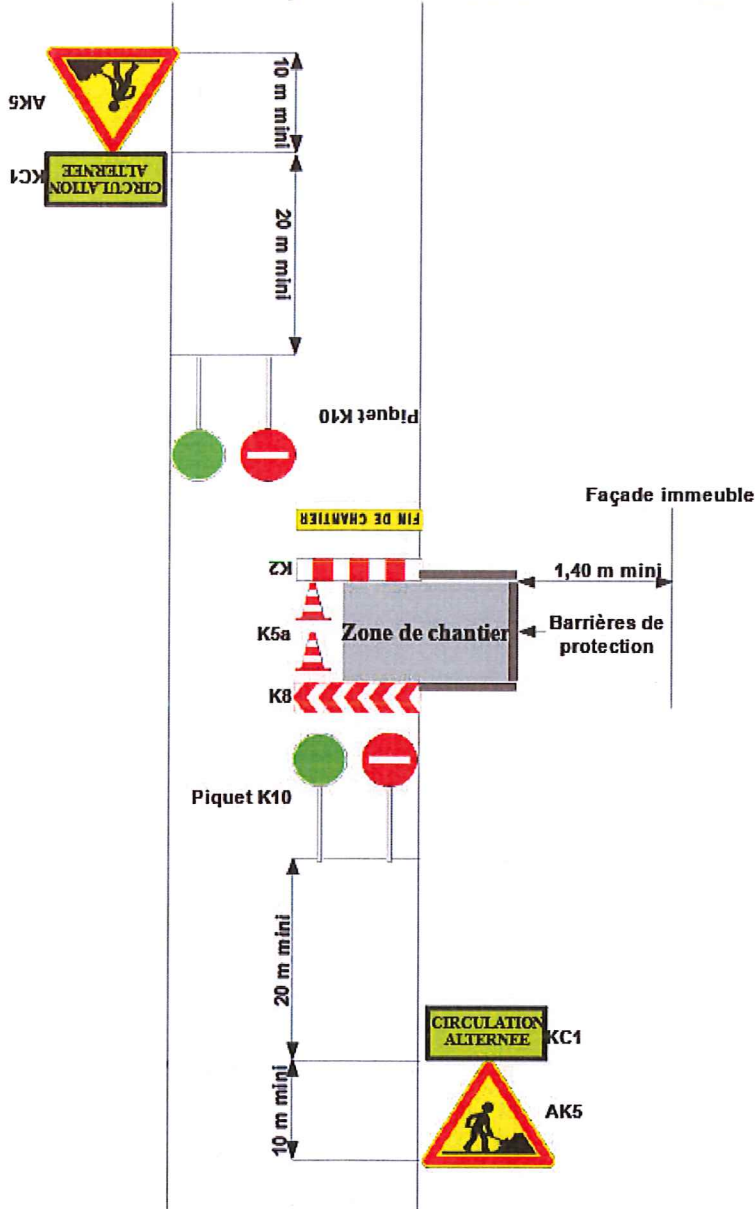 10 m mini
AK5
CIRCULATION
ALTERNEE
KC1
20 m mini
Piquet K10
Façade immeuble
FIN DE CHANTIER
K2
1,40 m mini
K5a
Zone de chantier
Barrières de
protection
K8
Piquet K10
20 m mini
CIRCULATION
ALTERNEE
KC1
10 m mini
AK5